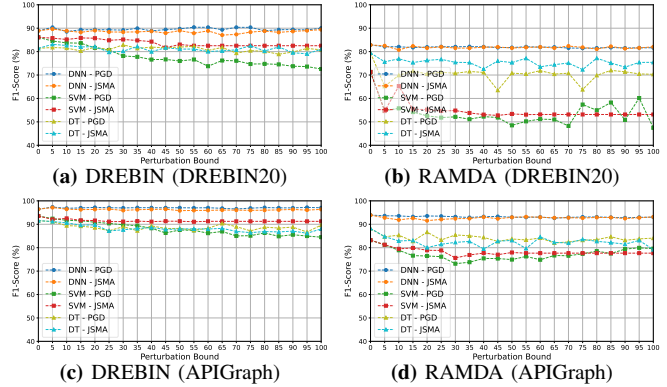 100
90
80
70
60
50
40
F1-Score (%)
DNN - PGD
DNN - JSMA
SVM - PGD
SVM - JSMA
DT - PGD
DT - JSMA
0 5 10 15 20 25 30 35 40 45 50 55 60 65 70 75 80 85 90 95 100
Perturbation Bound
(a) DREBIN (DREBIN20)
100
90
80
70
60
50
40
F1-Score (%)
DNN - PGD
DNN - JSMA
SVM - PGD
SVM - JSMA
DT - PGD
DT - JSMA
0 5 10 15 20 25 30 35 40 45 50 55 60 65 70 75 80 85 90 95 100
Perturbation Bound
(b) RAMDA (DREBIN20)
100
90
80
70
60
50
40
F1-Score (%)
DNN - PGD
DNN - JSMA
SVM - PGD
SVM - JSMA
DT - PGD
DT - JSMA
0 5 10 15 20 25 30 35 40 45 50 55 60 65 70 75 80 85 90 95 100
Perturbation Bound
(c) DREBIN (APIGraph)
100
90
80
70
60
50
40
F1-Score (%)
DNN - PGD
DNN - JSMA
SVM - PGD
SVM - JSMA
DT - PGD
DT - JSMA
0 5 10 15 20 25 30 35 40 45 50 55 60 65 70 75 80 85 90 95 100
Perturbation Bound
(d) RAMDA (APIGraph)